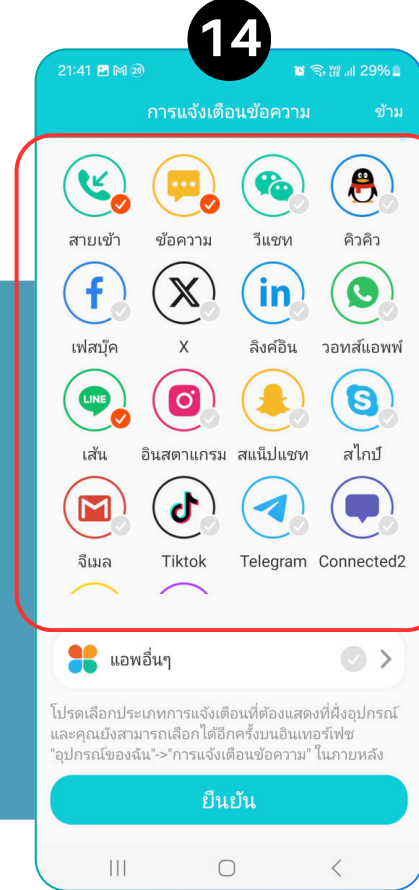 14
21:41 29 29%
การแจ้งเตือนข้อความ ข้าม
สายเข้า ข้อความ วีแชท คิวคิว
เฟสบุ๊ค X ลิงค์อิน วอทส์แอพพ์
LINE
เส้น อินสตาแกรม สแน็ปแชท สไกป์
จีเมล Tiktok Telegram Connected2
แอพอื่นๆ
โปรดเลือกประเภทการแจ้งเตือนที่ต้องแสดงที่ฝั่งอุปกรณ์
และคุณยังสามารถเลือกได้อีกครั้งบนอินเทอร์เฟซ
"อุปกรณ์ของฉัน"->"การแจ้งเตือนข้อความ" ในภายหลัง
ยืนยัน